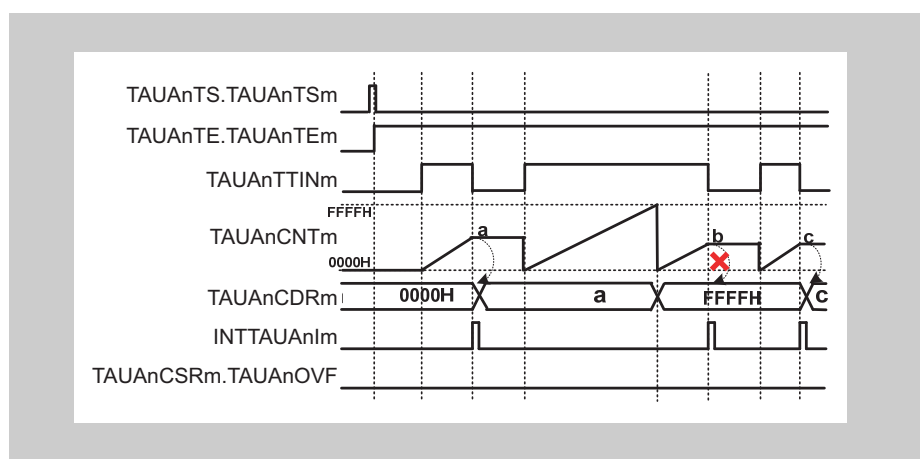 TAUAnTS.TAUAnTSm
TAUAnTE.TAUAnTEm
TAUAnTTINm
FFFFH
TAUAnCNTm
a
b
c
0000H
TAUAnCDRm
0000H
a
FFFFH
c
INTTAUAnIm
TAUAnCSRm.TAUAnOVF